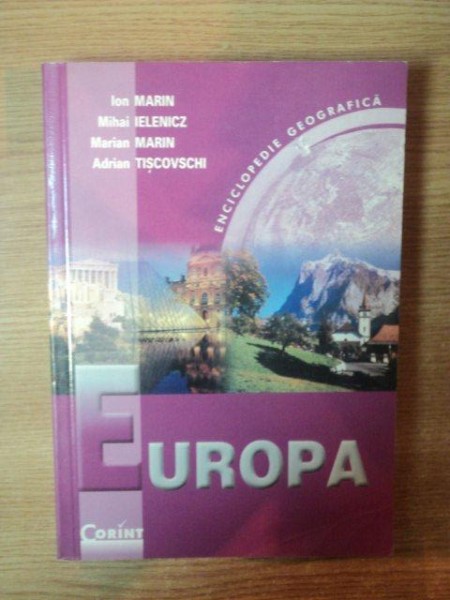 Ion MARIN
Mihai IELENICZ
Marian MARIN
Adrian TIȘCOVSCHI
ENCICLOPEDIE GEOGRAFICĂ
EUROPA
CORINT